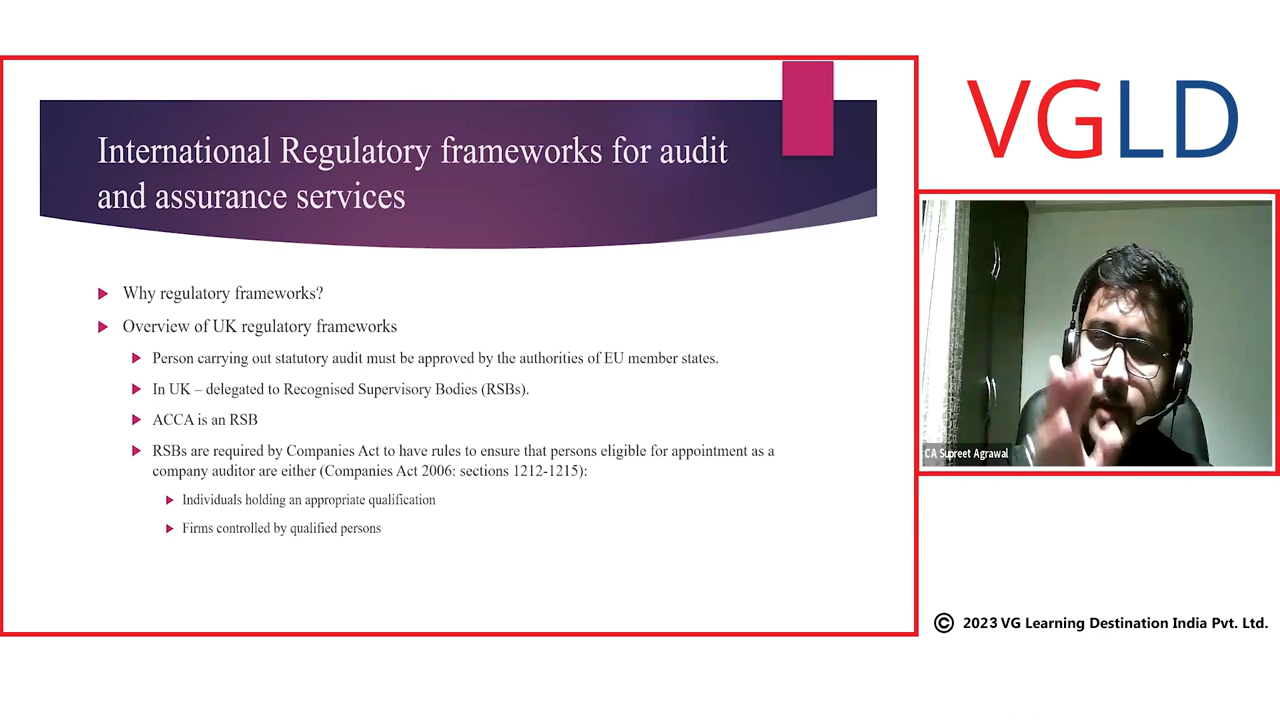 International Regulatory frameworks for audit
and assurance services
Why regulatory frameworks?
Overview of UK regulatory frameworks
Person carrying out statutory audit must be approved by the authorities of EU member states.
In UK – delegated to Recognised Supervisory Bodies (RSBs).
ACCA is an RSB
RSBs are required by Companies Act to have rules to ensure that persons eligible for appointment as a
company auditor are either (Companies Act 2006: sections 1212-1215):
Individuals holding an appropriate qualification
Firms controlled by qualified persons
VGLD
CA Supreet Agrawal
© 2023 VG Learning Destination India Pvt. Ltd.